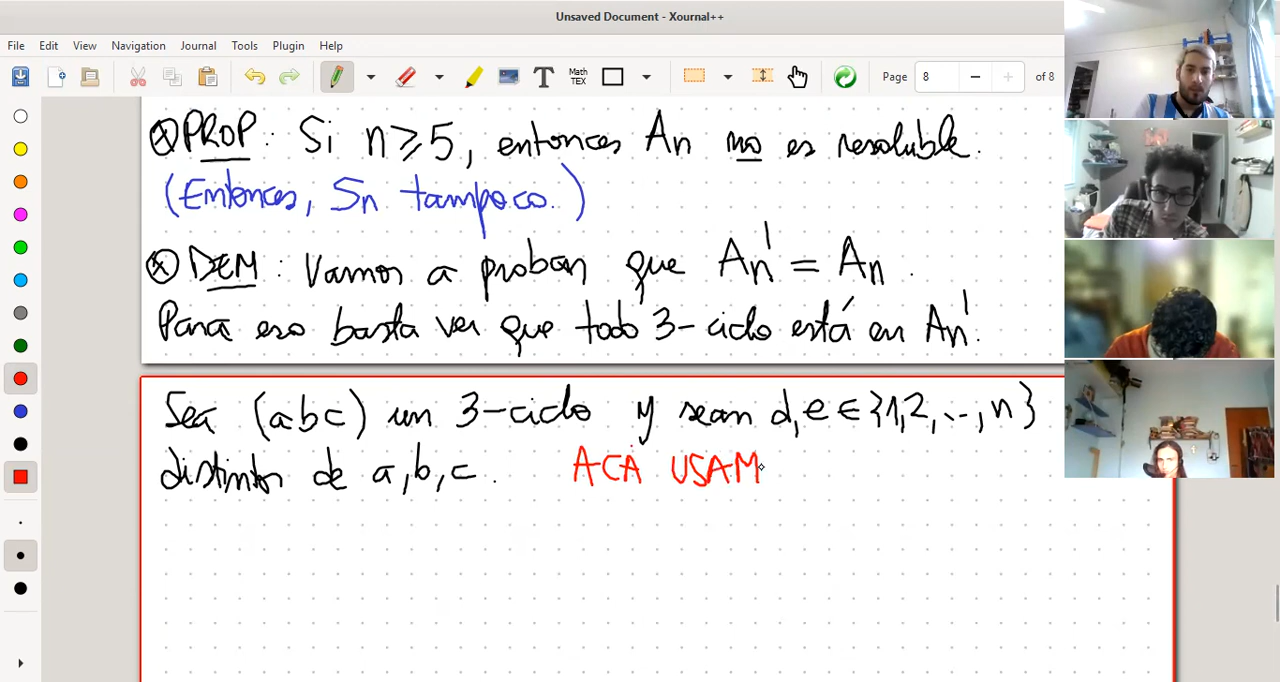 Unsaved Document - Xournal++
File Edit View Navigation Journal Tools Plugin Help
Math TEX Page 8 of 8
PROP: Si n≥5, entonces An no es resoluble.
(Entonces, Sn tampoco.)
DEM: Vamos a probar que An' = An.
Para eso basta ver que todo 3-ciclo está en An'.
Sea (abc) un 3-ciclo y sean d,e∈{1,2,...,n}
distintos de a,b,c. ACÁ USAM